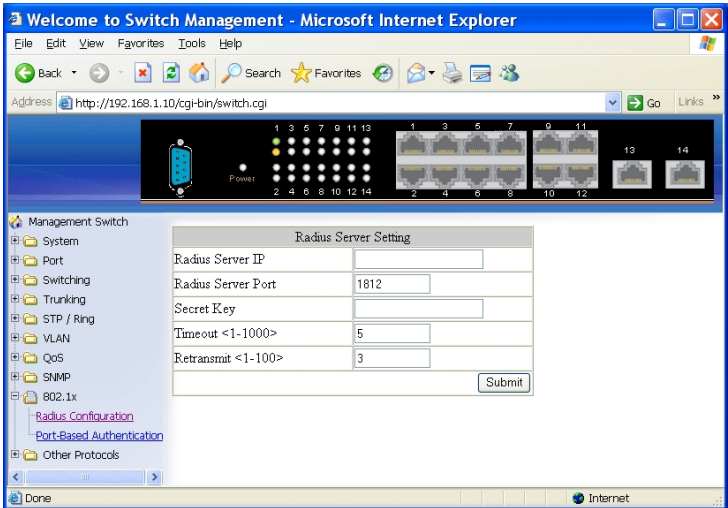 Welcome to Switch Management - Microsoft Internet Explorer
File Edit View Favorites Tools Help
Back Search Favorites
Address http://192.168.1.10/cgi-bin/switch.cgi Go Links »
1 3 5 7 9 11 13
Power
2 4 6 8 10 12 14
1 3 5 7 9 11
13 14
2 4 6 8 10 12
Management Switch
System
Port
Switching
Trunking
STP / Ring
VLAN
QoS
SNMP
802.1x
Radius Configuration
Port-Based Authentication
Other Protocols
Radius Server Setting
Radius Server IP
Radius Server Port 1812
Secret Key
Timeout <1-1000> 5
Retransmit <1-100> 3
Submit
Done Internet